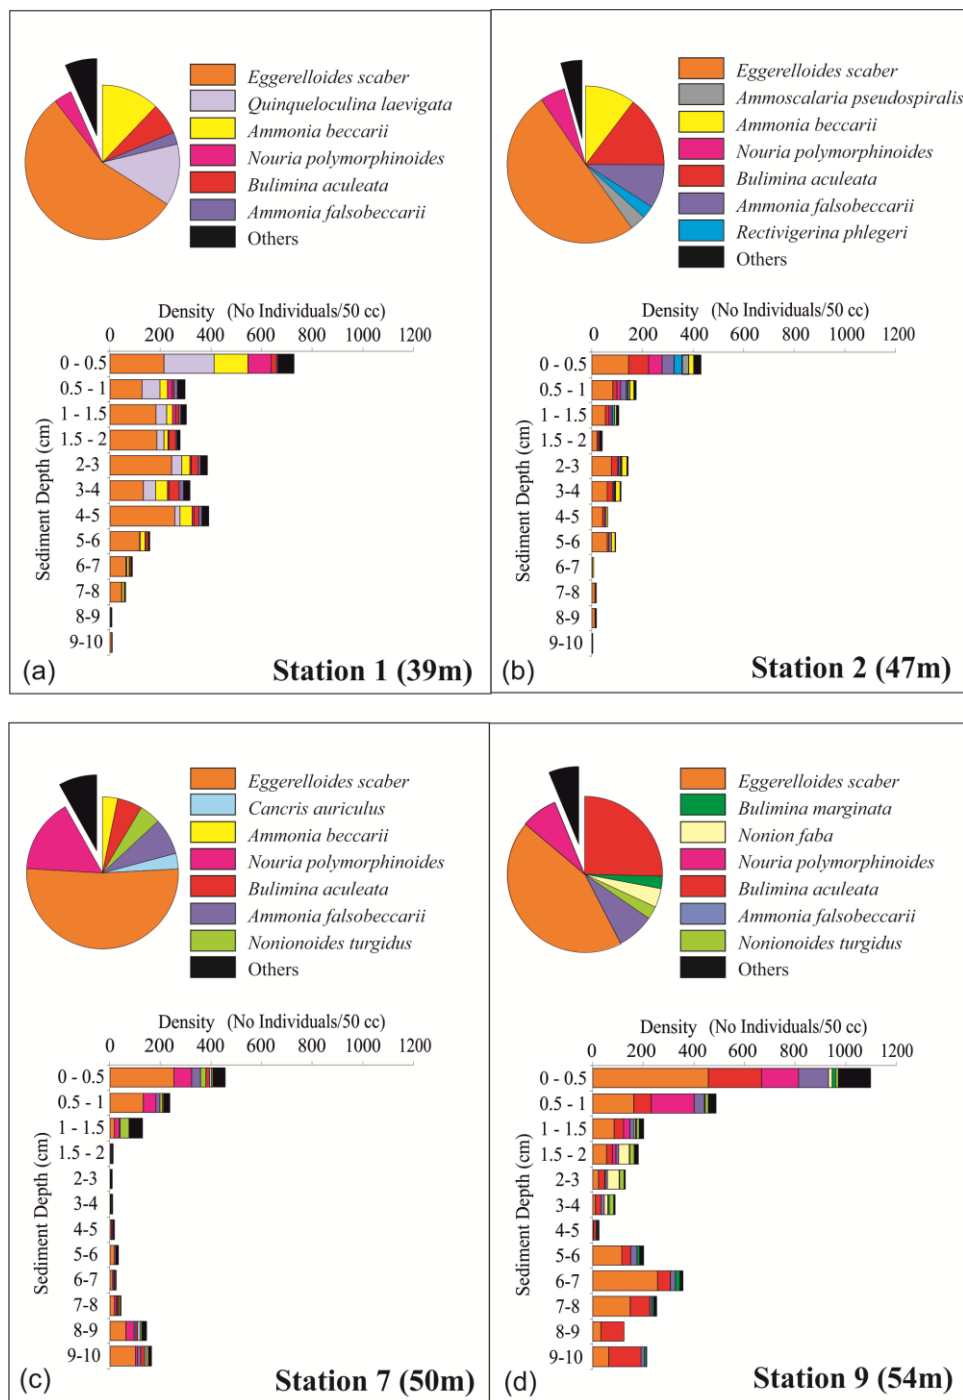 Eggerelloides scaber
Quinqueloculina laevigata
Ammonia beccarii
Nouria polymorphinoides
Bulimina aculeata
Ammonia falsobeccarii
Others
Density (No Individuals/50 cc)
0 200 400 600 800 1000 1200
Sediment Depth (cm)
0 - 0.5
0.5 - 1
1 - 1.5
1.5 - 2
2-3
3-4
4-5
5-6
6-7
7-8
8-9
9-10
(a) Station 1 (39m)
Eggerelloides scaber
Ammoscalaria pseudospiralis
Ammonia beccarii
Nouria polymorphinoides
Bulimina aculeata
Ammonia falsobeccarii
Rectivigerina phlegeri
Others
Density (No Individuals/50 cc)
0 200 400 600 800 1000 1200
Sediment Depth (cm)
0 - 0.5
0.5 - 1
1 - 1.5
1.5 - 2
2-3
3-4
4-5
5-6
6-7
7-8
8-9
9-10
(b) Station 2 (47m)
Eggerelloides scaber
Cancris auriculus
Ammonia beccarii
Nouria polymorphinoides
Bulimina aculeata
Ammonia falsobeccarii
Nonionoides turgidus
Others
Density (No Individuals/50 cc)
0 200 400 600 800 1000 1200
Sediment Depth (cm)
0 - 0.5
0.5 - 1
1 - 1.5
1.5 - 2
2-3
3-4
4-5
5-6
6-7
7-8
8-9
9-10
(c) Station 7 (50m)
Eggerelloides scaber
Bulimina marginata
Nonion faba
Nouria polymorphinoides
Bulimina aculeata
Ammonia falsobeccarii
Nonionoides turgidus
Others
Density (No Individuals/50 cc)
0 200 400 600 800 1000 1200
Sediment Depth (cm)
0 - 0.5
0.5 - 1
1 - 1.5
1.5 - 2
2-3
3-4
4-5
5-6
6-7
7-8
8-9
9-10
(d) Station 9 (54m)